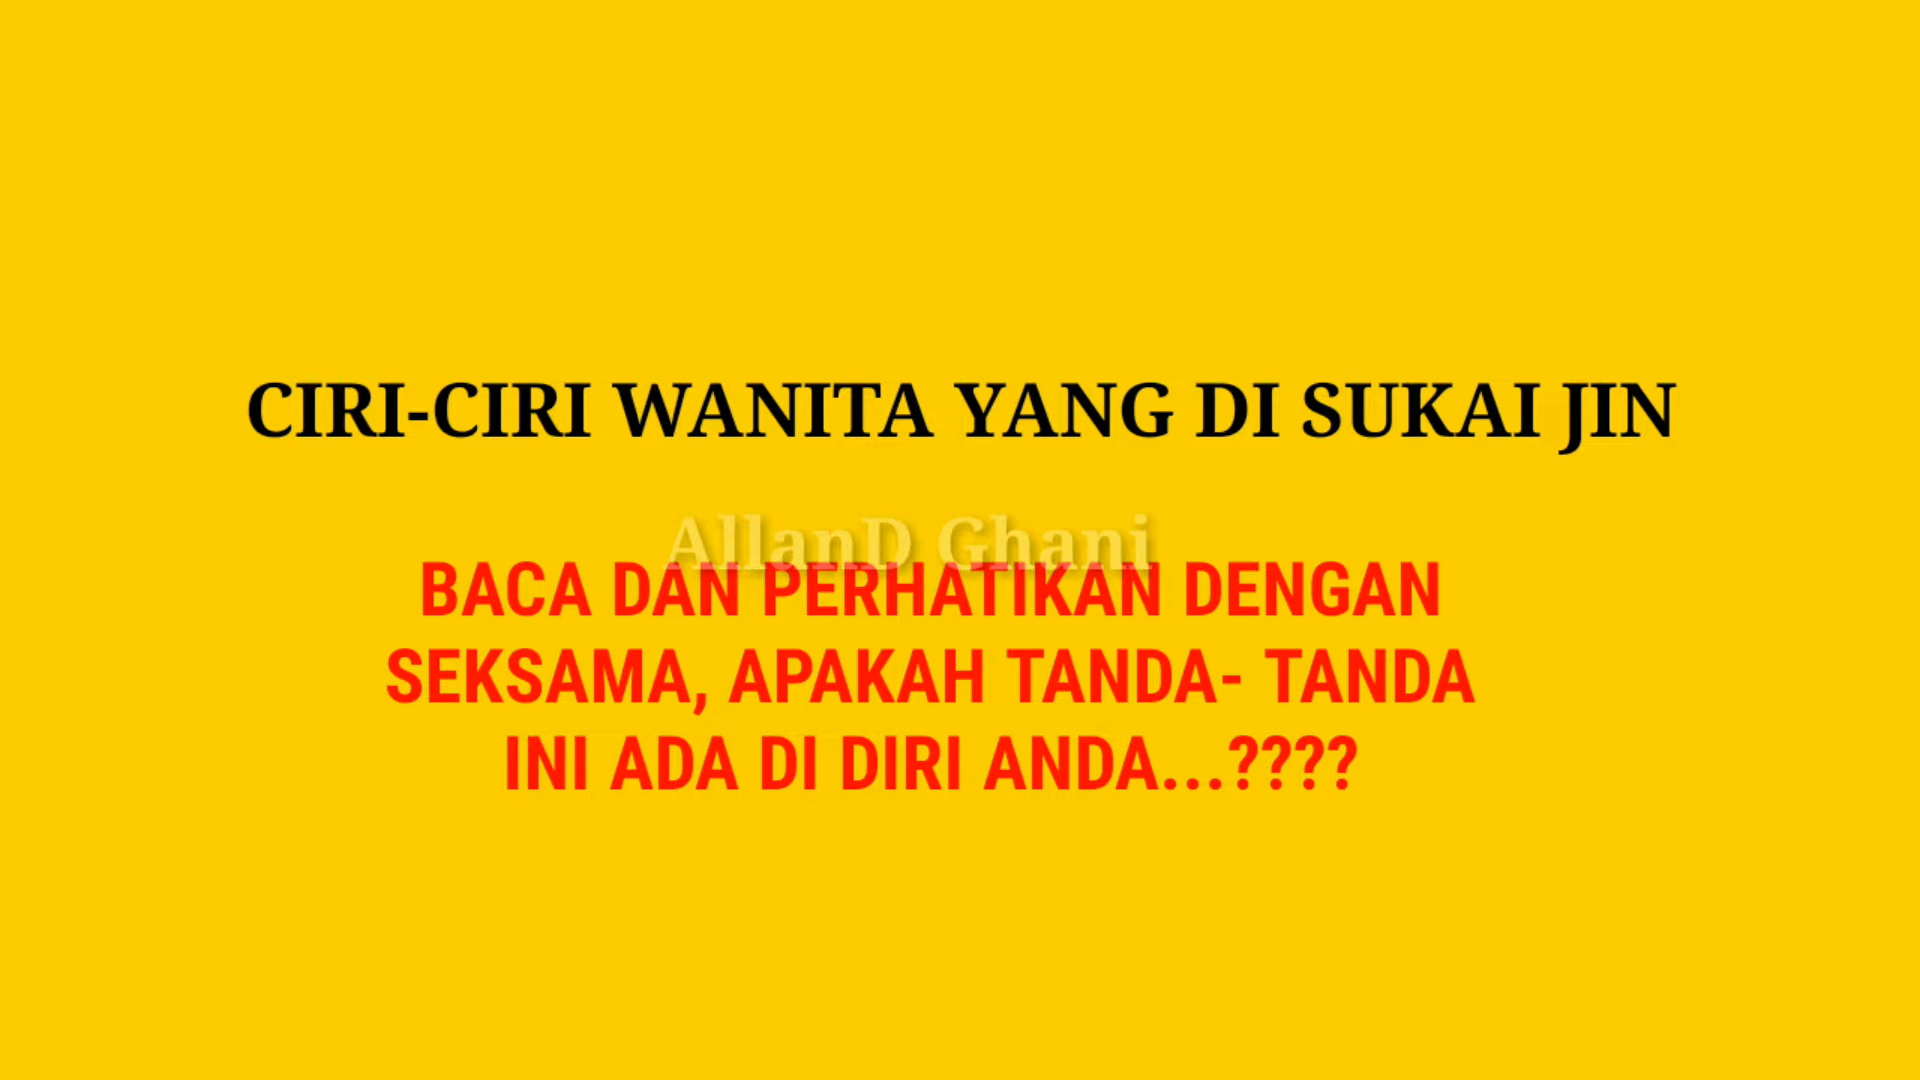 CIRI-CIRI WANITA YANG DI SUKAI JIN
AllanD Ghani
BACA DAN PERHATIKAN DENGAN
SEKSAMA, APAKAH TANDA- TANDA
INI ADA DI DIRI ANDA...????